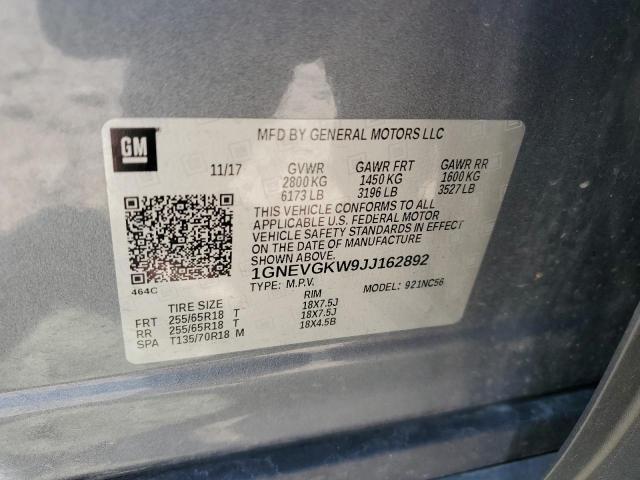 GM
MFD BY GENERAL MOTORS LLC
11/17 GVWR GAWR FRT GAWR RR
2800 KG 1450 KG 1600 KG
6173 LB 3196 LB 3527 LB
THIS VEHICLE CONFORMS TO ALL
APPLICABLE U.S. FEDERAL MOTOR
VEHICLE SAFETY STANDARDS IN EFFECT
ON THE DATE OF MANUFACTURE SHOWN ABOVE.
1GNEVGKW9JJ162892
464C
TYPE: M.P.V. MODEL: 921NC56
TIRE SIZE RIM
FRT 255/65R18 T 18X7.5J
RR 255/65R18 T 18X7.5J
SPA T135/70R18 M 18X4.5B